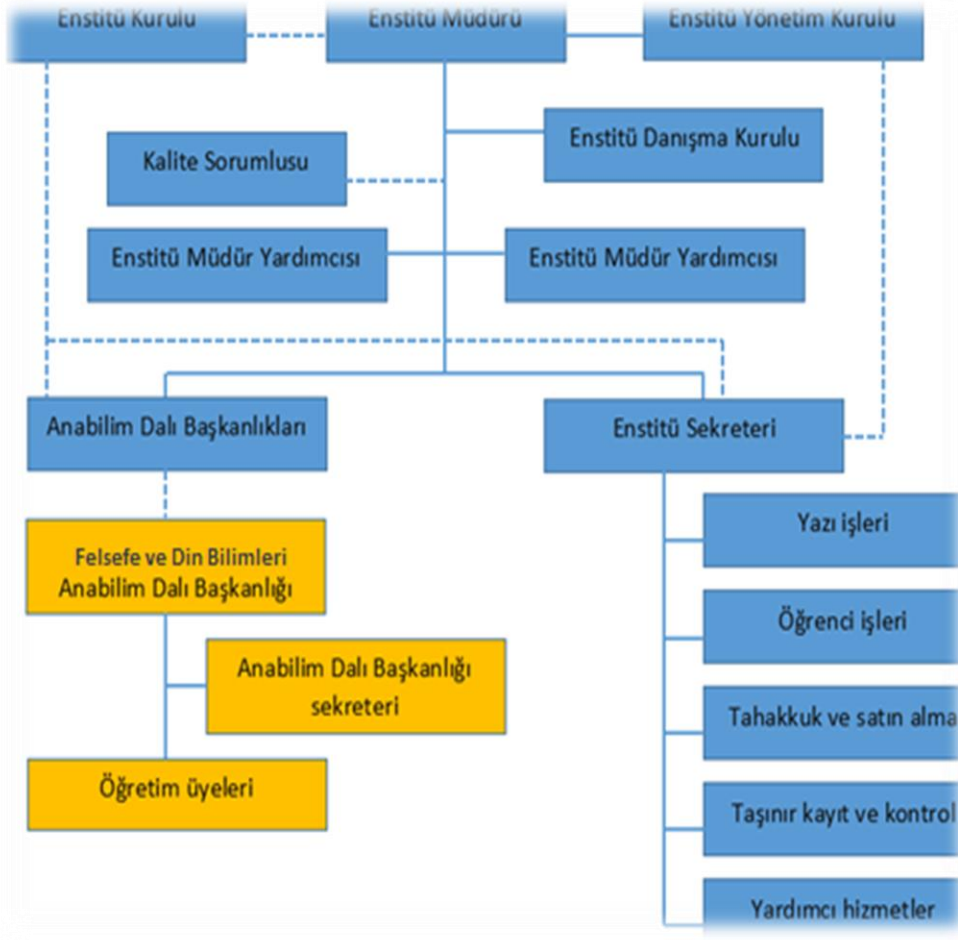 Enstitü Kurulu
Enstitü Müdürü
Enstitü Yönetim Kurulu
Enstitü Danışma Kurulu
Kalite Sorumlusu
Enstitü Müdür Yardımcısı
Enstitü Müdür Yardımcısı
Anabilim Dalı Başkanlıkları
Enstitü Sekreteri
Yazı işleri
Felsefe ve Din Bilimleri
Anabilim Dalı Başkanlığı
Öğrenci işleri
Anabilim Dalı Başkanlığı
sekreteri
Tahakkuk ve satın alma
Öğretim üyeleri
Taşınır kayıt ve kontrol
Yardımcı hizmetler